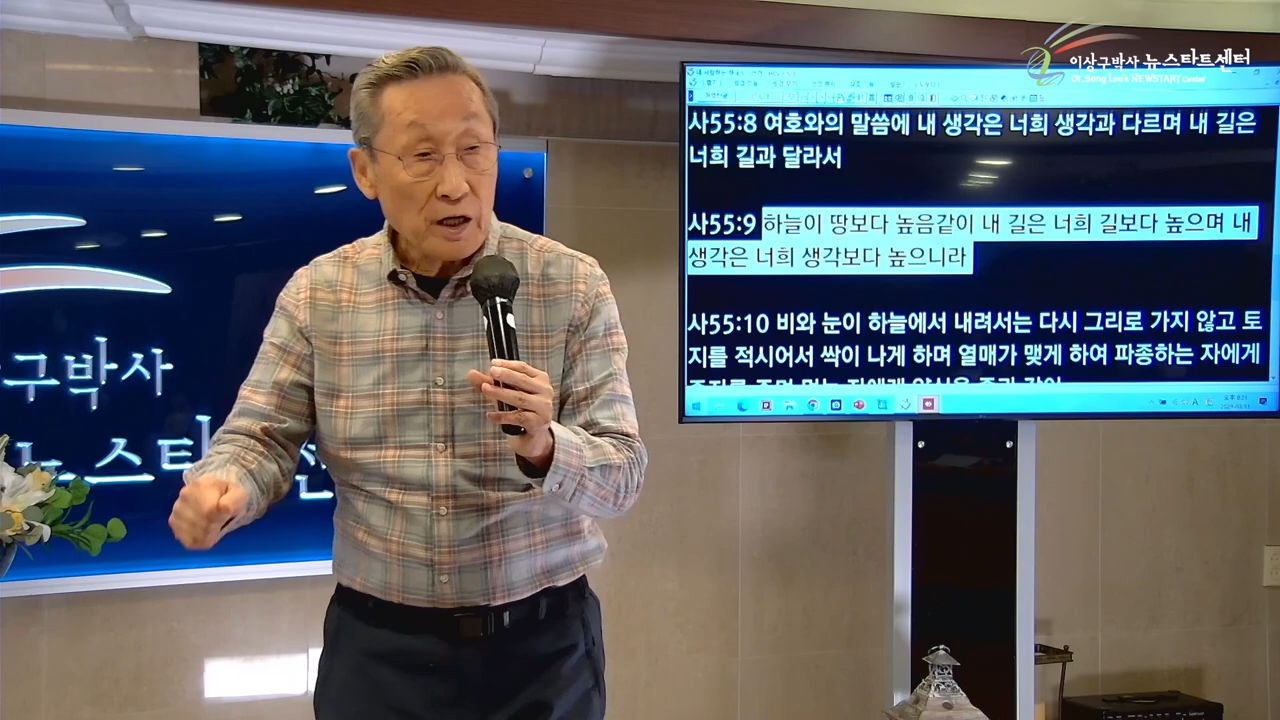 이상구박사 뉴스타트센터
Dr. Sang Lee's NEWSTART Center
사55:8 여호와의 말씀에 내 생각은 너희 생각과 다르며 내 길은
너희 길과 달라서
사55:9 하늘이 땅보다 높음같이 내 길은 너희 길보다 높으며 내
생각은 너희 생각보다 높으니라
사55:10 비와 눈이 하늘에서 내려서는 다시 그리로 가지 않고 토
지를 적시어서 싹이 나게 하며 열매가 맺게 하여 파종하는 자에게
구박사
뉴스타
센